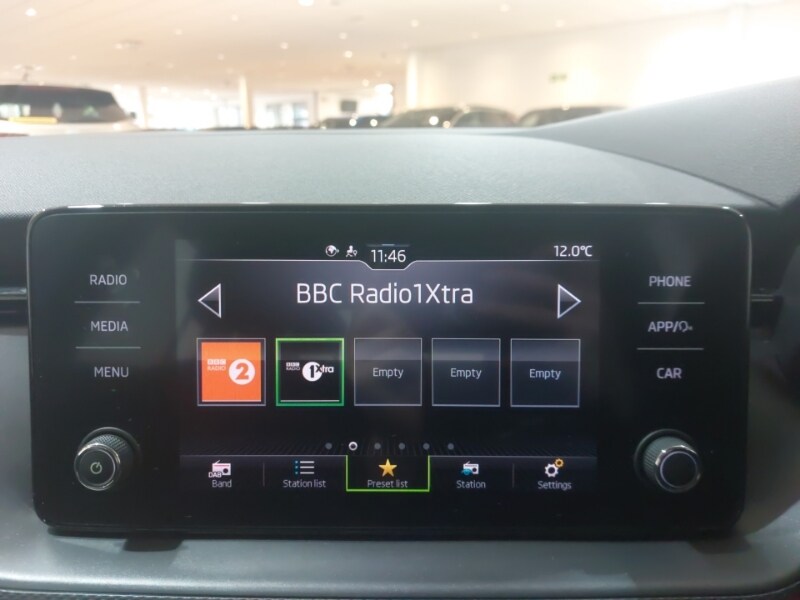 11:46
12.0°C
RADIO
MEDIA
MENU
BBC Radio1Xtra
BBC RADIO 2
BBC RADIO 1Xtra
Empty
Empty
Empty
PHONE
APP/
CAR
DAB
Band
Station list
Preset list
Station
Settings